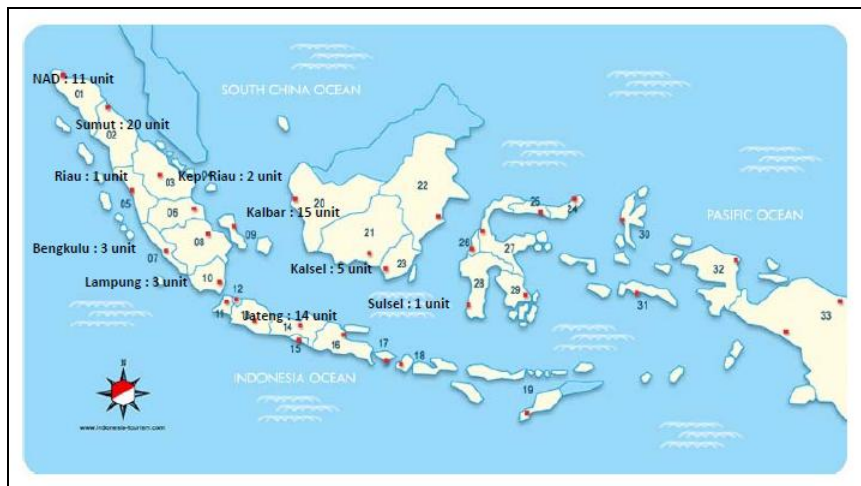 NAD : 11 unit
01
SOUTH CHINA OCEAN
Sumut : 20 unit
02
Riau : 1 unit
03
Kep. Riau : 2 unit
05
06
Kalbar : 15 unit
20
22
25
24
30
PASIFIC OCEAN
08
09
21
26
27
Bengkulu : 3 unit
07
Kalsel : 5 unit
23
32
Lampung : 3 unit
10
12
28
29
31
33
11
Jateng : 14 unit
14
Sulsel : 1 unit
15
16
17
18
19
INDONESIA OCEAN
N
www.indonesia-tourism.com